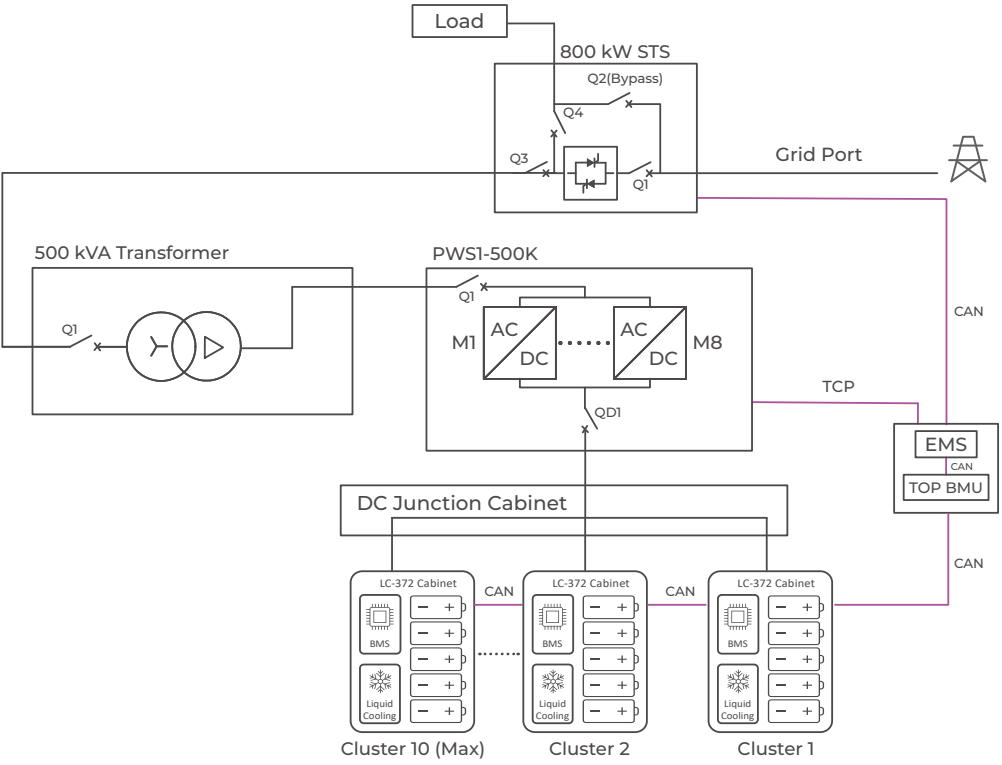 Load
800 kW STS
Q2(Bypass)
Q4
Q3
Q1
Grid Port
500 kVA Transformer
PWS1-500K
Q1
Q1
CAN
M1
AC
DC
AC
DC
M8
TCP
QD1
EMS
CAN
TOP BMU
DC Junction Cabinet
CAN
LC-372 Cabinet
BMS
Liquid
Cooling
CAN
LC-372 Cabinet
BMS
Liquid
Cooling
CAN
LC-372 Cabinet
BMS
Liquid
Cooling
Cluster 10 (Max)
Cluster 2
Cluster 1